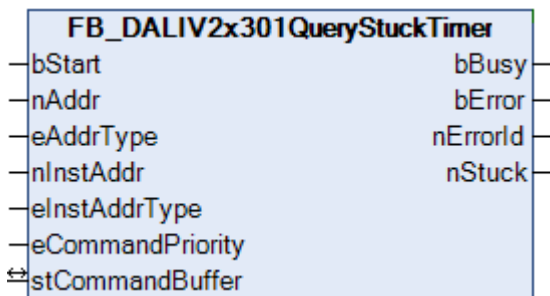 FB_DALIV2x301QueryStuckTimer
bStart bBusy
nAddr bError
eAddrType nErrorId
nInstAddr nStuck
eInstAddrType
eCommandPriority
stCommandBuffer